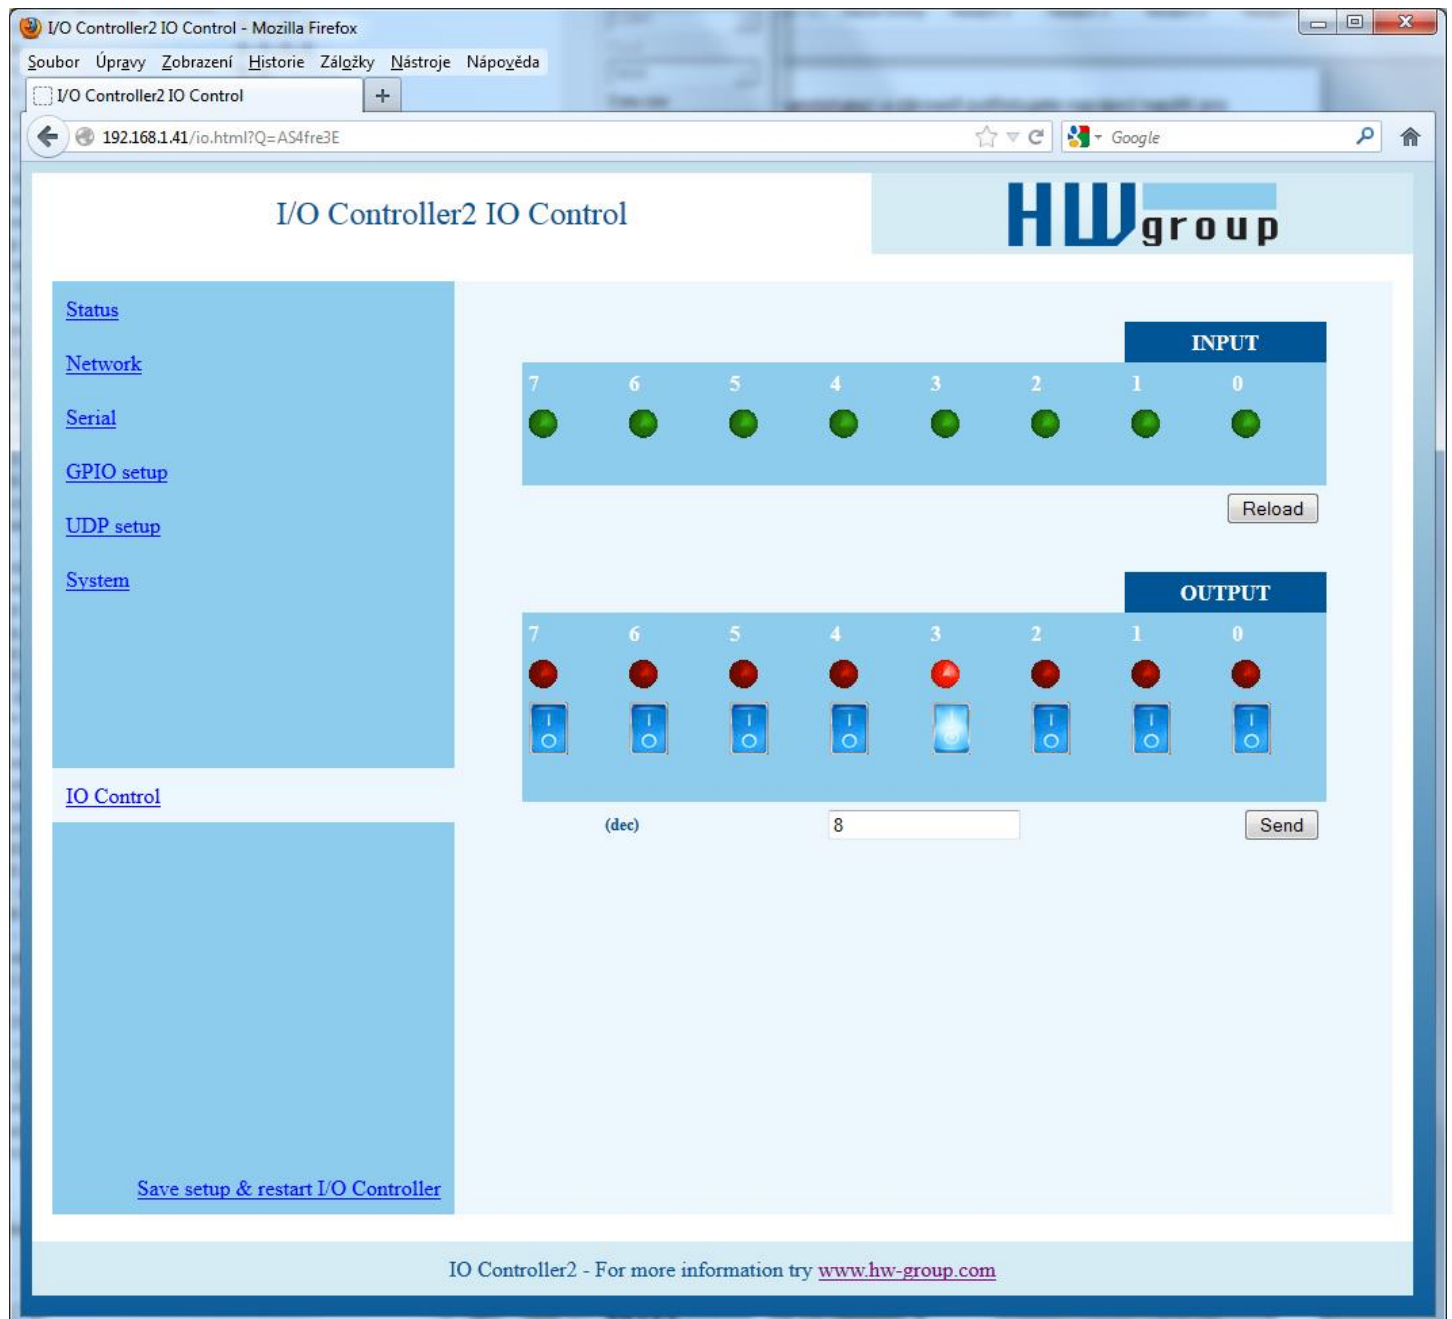 I/O Controller2 IO Control - Mozilla Firefox
Soubor Úpravy Zobrazení Historie Záložky Nástroje Nápověda
I/O Controller2 IO Control
192.168.1.41/io.html?Q=AS4fre3E
Google
I/O Controller2 IO Control
HWgroup
Status
Network
Serial
GPIO setup
UDP setup
System
IO Control
Save setup & restart I/O Controller
INPUT
7 6 5 4 3 2 1 0
Reload
OUTPUT
7 6 5 4 3 2 1 0
(dec) 8 Send
IO Controller2 - For more information try www.hw-group.com